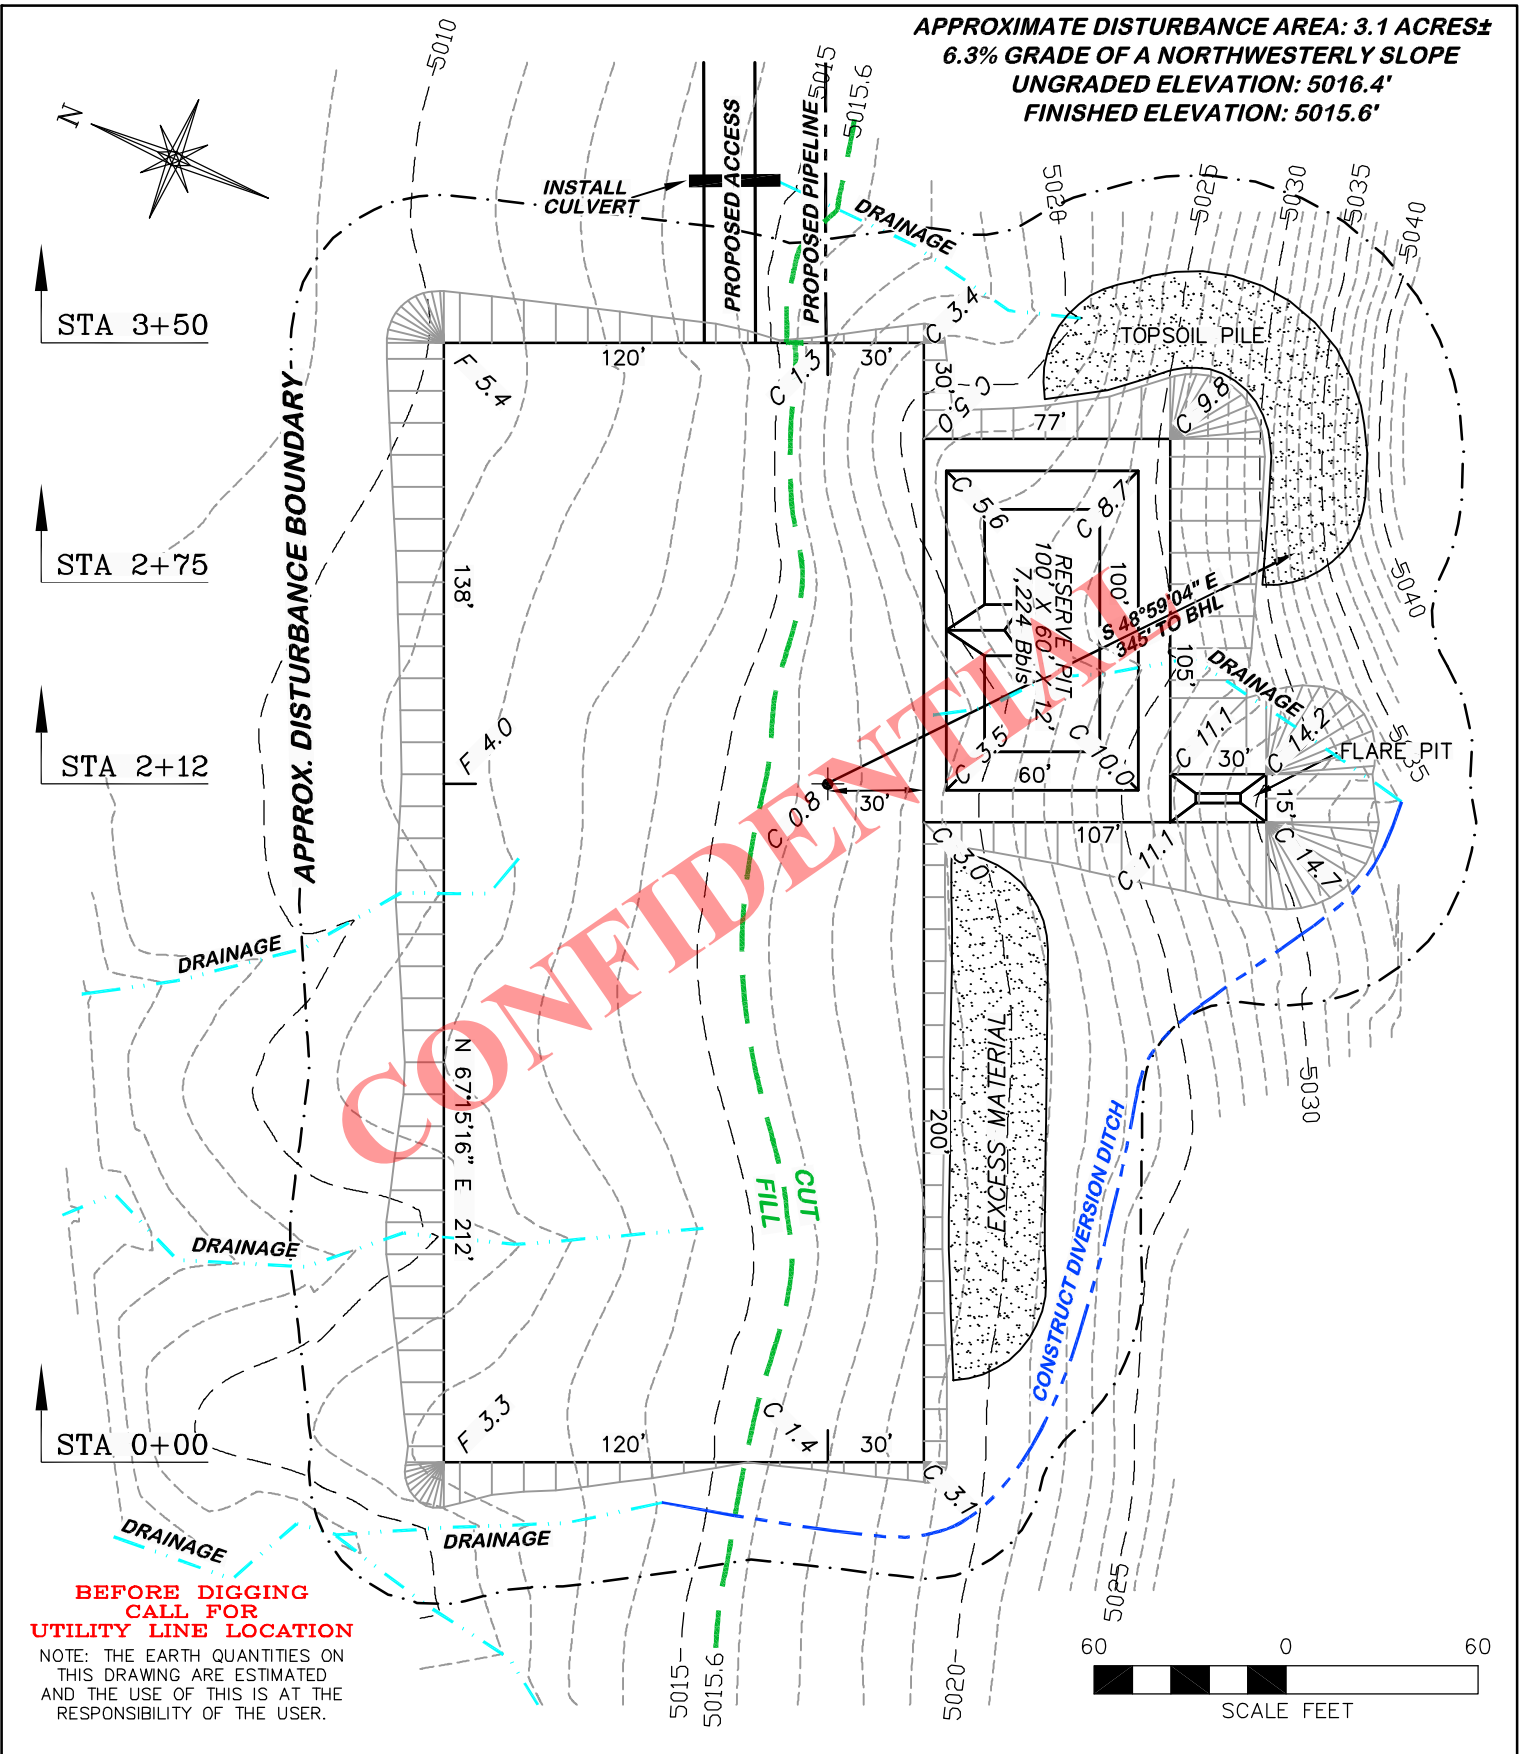 APPROXIMATE DISTURBANCE AREA: 3.1 ACRES±
6.3% GRADE OF A NORTHWESTERLY SLOPE
UNGRADED ELEVATION: 5016.4'
FINISHED ELEVATION: 5015.6'
5010
5015
5015.6
N
PROPOSED ACCESS
PROPOSED PIPELINE
INSTALL
CULVERT
DRAINAGE
5020
5025
5030
5035
5040
STA 3+50
120'
30'
F 5.4
C 1.3
C 3.4
30'
C 5.0
77'
C 9.8
TOPSOIL PILE
APPROX. DISTURBANCE BOUNDARY
STA 2+75
138'
C 5.6
C 8.7
RESERVE PIT
100' X 60' X 12'
7,224 Bbls
100'
S 48°59'04" E
345' TO BHL
5040
105'
DRAINAGE
STA 2+12
F 4.0
C 0.8
30'
C 3.5
60'
C 10.0
C 11.1
30'
C 14.2
5035
FLARE PIT
15'
107'
C 3.0
C 11.1
C 14.7
CONFIDENTIAL
DRAINAGE
N 67°15'16" E 212'
200'
EXCESS MATERIAL
5030
CUT
FILL
CONSTRUCT DIVERSION DITCH
DRAINAGE
STA 0+00
F 3.3
120'
C 1.4
30'
C 3.1
DRAINAGE
DRAINAGE
5015
5015.6
5020
5025
BEFORE DIGGING
CALL FOR
UTILITY LINE LOCATION
NOTE: THE EARTH QUANTITIES ON
THIS DRAWING ARE ESTIMATED
AND THE USE OF THIS IS AT THE
RESPONSIBILITY OF THE USER.
60 0 60
SCALE FEET